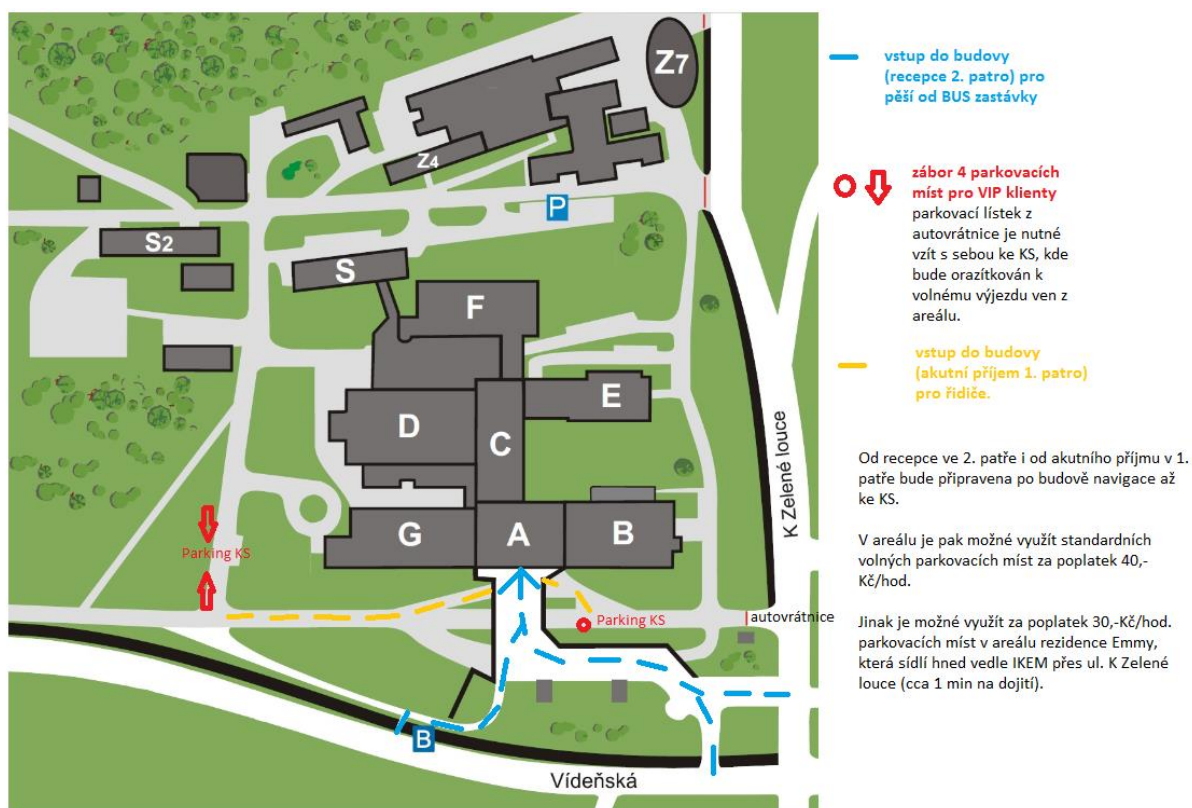 Z7
Z4
P
S2
S
F
E
D
C
G
A
B
K Zelené louce
Parking KS
Parking KS
autovrátnice
B
Vídeňská
vstup do budovy
(recepce 2. patro) pro
pěší od BUS zastávky
zábor 4 parkovacích
míst pro VIP klienty
parkovací lístek z
autovrátnice je nutné
vzít s sebou ke KS, kde
bude orazítkován k
volnému výjezdu ven z
areálu.
vstup do budovy
(akutní příjem 1. patro)
pro řidiče.
Od recepce ve 2. patře i od akutního příjmu v 1.
patře bude připravena po budově navigace až
ke KS.
V areálu je pak možné využít standardních
volných parkovacích míst za poplatek 40,-
Kč/hod.
Jinak je možné využít za poplatek 30,-Kč/hod.
parkovacích míst v areálu rezidence Emmy,
která sídlí hned vedle IKEM přes ul. K Zelené
louce (cca 1 min na dojití).